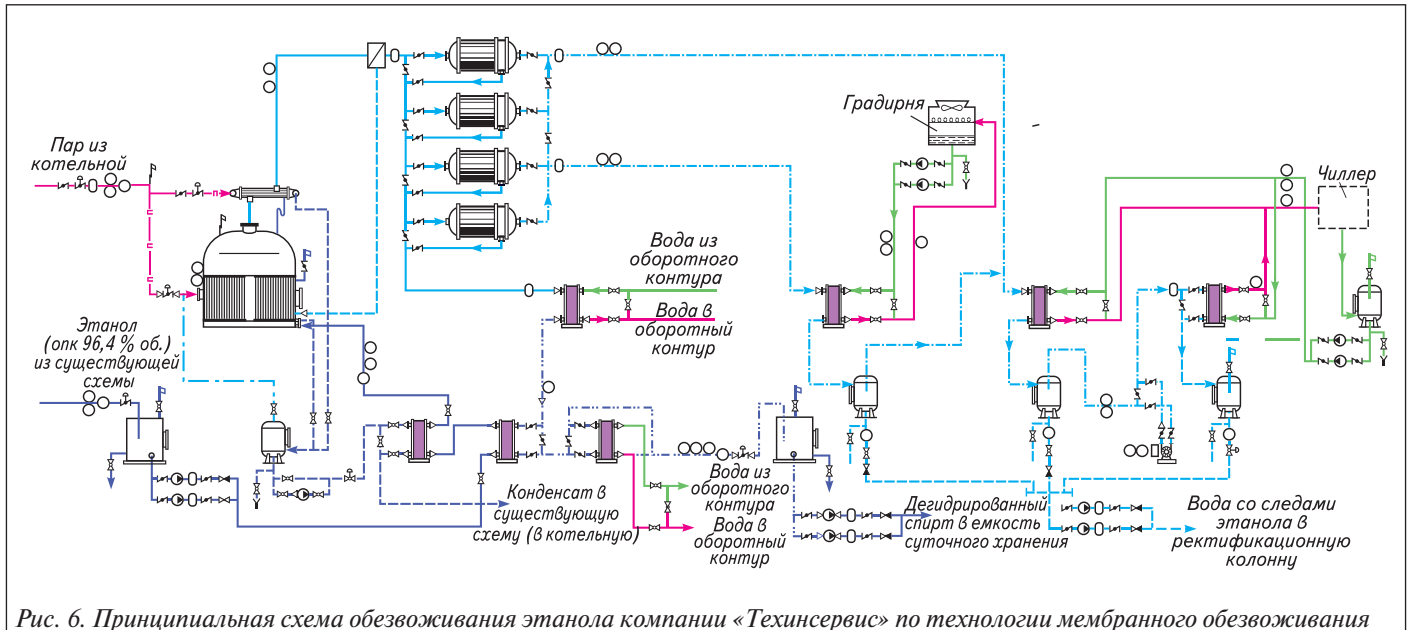 Пар из
котельной
Градирня
Чиллер
Вода из
оборотного
контура
Вода в
оборотный
контур
Этанол
(опк 96,4 % об.)
из существующей
схемы
Конденсат в
существующую
схему (в котельную)
Вода из
оборотного
контура
Вода в
оборотный
контур
Дегидрированный
спирт в емкость
суточного хранения
Вода со следами
этанола в
ректификационную
колонну
Рис. 6. Принципиальная схема обезвоживания этанола компании «Техинсервис» по технологии мембранного обезвоживания